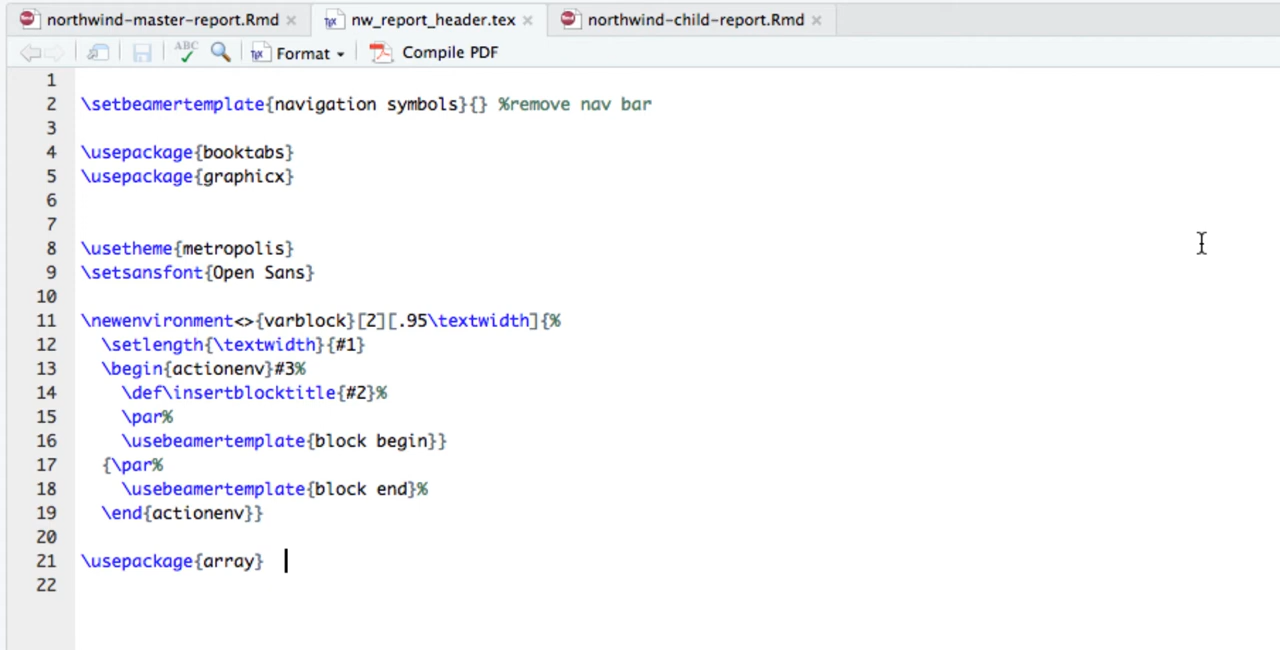 northwind-master-report.Rmd × nw_report_header.tex × northwind-child-report.Rmd ×
ABC TEX Format Compile PDF
1
2 \setbeamertemplate{navigation symbols}{} %remove nav bar
3
4 \usepackage{booktabs}
5 \usepackage{graphicx}
6
7
8 \usetheme{metropolis}
9 \setsansfont{Open Sans}
10
11 \newenvironment<>{varblock}[2][.95\textwidth]{%
12 \setlength{\textwidth}{#1}
13 \begin{actionenv}#3%
14 \def\insertblocktitle{#2}%
15 \par%
16 \usebeamertemplate{block begin}}
17 {\par%
18 \usebeamertemplate{block end}%
19 \end{actionenv}}
20
21 \usepackage{array}
22